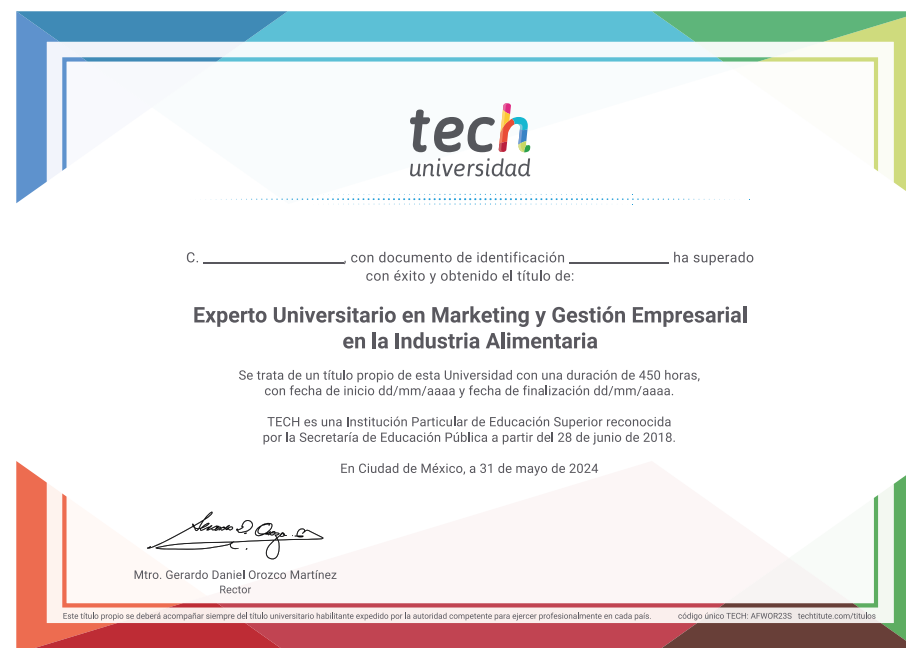 tech
universidad
C. ____________________, con documento de identificación ______________ ha superado
con éxito y obtenido el título de:
Experto Universitario en Marketing y Gestión Empresarial
en la Industria Alimentaria
Se trata de un título propio de esta Universidad con una duración de 450 horas,
con fecha de inicio dd/mm/aaaa y fecha de finalización dd/mm/aaaa.
TECH es una Institución Particular de Educación Superior reconocida
por la Secretaría de Educación Pública a partir del 28 de junio de 2018.
En Ciudad de México, a 31 de mayo de 2024
Mtro. Gerardo Daniel Orozco Martínez
Rector
Este título propio se deberá acompañar siempre del título universitario habilitante expedido por la autoridad competente para ejercer profesionalmente en cada país. código único TECH: AFWOR23S techtitute.com/titulos